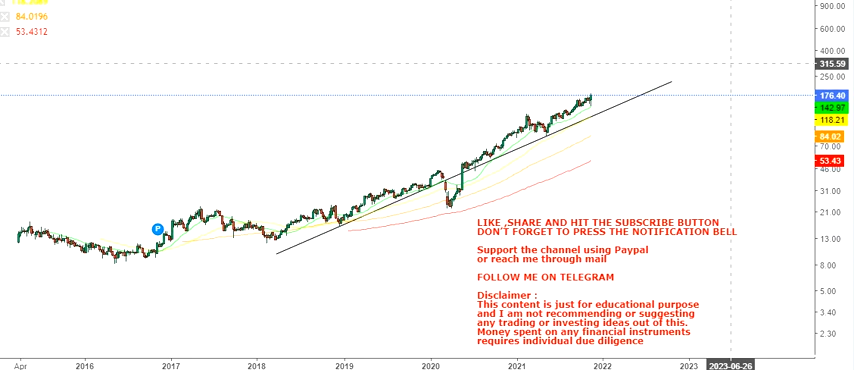 900.00
84.0196
53.4312
600.00
400.00
315.59
250.00
176.40
142.97
118.21
84.02
70.00
53.43
46.00
31.00
21.00
P
LIKE ,SHARE AND HIT THE SUBSCRIBE BUTTON
DON'T FORGET TO PRESS THE NOTIFICATION BELL
13.00
Support the channel using Paypal
or reach me through mail
8.00
FOLLOW ME ON TELEGRAM
5.00
Disclaimer :
This content is just for educational purpose
and I am not recommending or suggesting
3.40
any trading or investing ideas out of this.
Money spent on any financial instruments
2.30
requires individual due diligence
Apr 2016 2017 2018 2019 2020 2021 2022 2023 2023-06-26